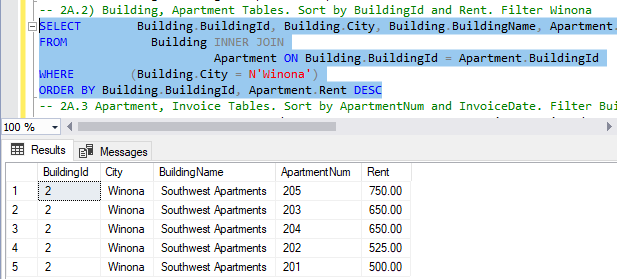 -- 2A.2) Building, Apartment Tables. Sort by BuildingId and Rent. Filter Winona
SELECT Building.BuildingId, Building.City, Building.BuildingName, Apartment.
FROM Building INNER JOIN
Apartment ON Building.BuildingId = Apartment.BuildingId
WHERE (Building.City = N'Winona')
ORDER BY Building.BuildingId, Apartment.Rent DESC
-- 2A.3 Apartment, Invoice Tables. Sort by ApartmentNum and InvoiceDate. Filter Bui
100 %
Results Messages
BuildingId City BuildingName ApartmentNum Rent
1 2 Winona Southwest Apartments 205 750.00
2 2 Winona Southwest Apartments 203 650.00
3 2 Winona Southwest Apartments 204 650.00
4 2 Winona Southwest Apartments 202 525.00
5 2 Winona Southwest Apartments 201 500.00